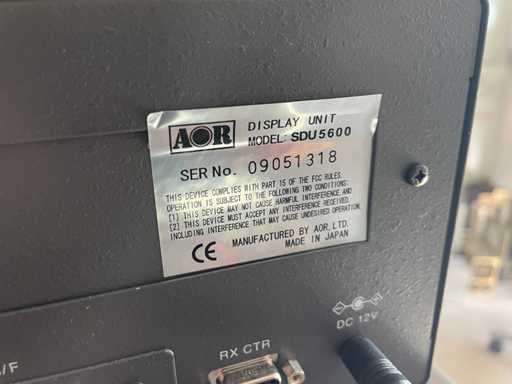 AOR
DISPLAY UNIT
MODEL: SDU5600
SER No. 09051318
THIS DEVICE COMPLIES WITH PART 15 OF THE FCC RULES.
OPERATION IS SUBJECT TO THE FOLLOWING TWO CONDITIONS:
[1] THIS DEVICE MAY NOT CAUSE HARMFUL INTERFERENCE, AND
[2] THIS DEVICE MUST ACCEPT ANY INTERFERENCE RECEIVED,
INCLUDING INTERFERENCE THAT MAY CAUSE UNDESIRED OPERATION.
CE
MANUFACTURED BY AOR, LTD.
MADE IN JAPAN
DC 12V
RX CTR
/F